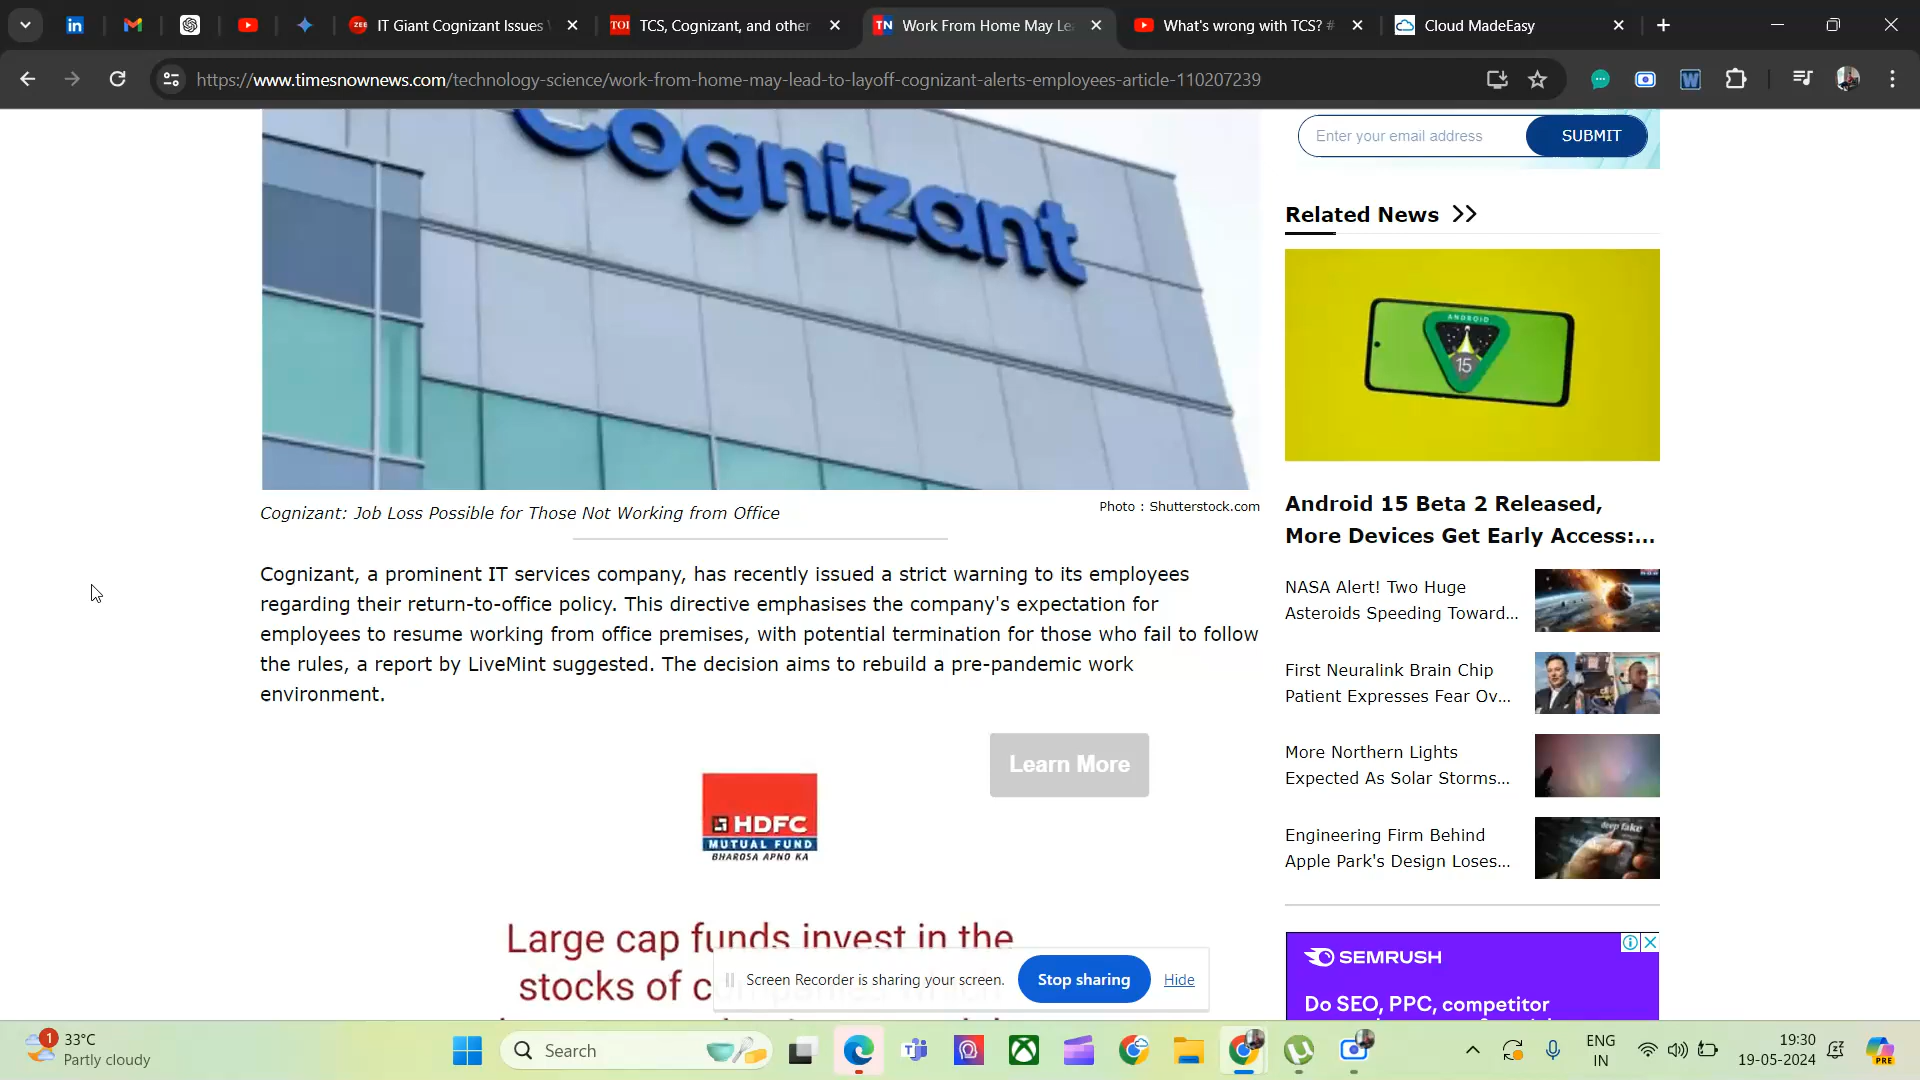 IT Giant Cognizant Issues
TCS, Cognizant, and other
Work From Home May Le
What's wrong with TCS? #
Cloud MadeEasy
https://www.timesnownews.com/technology-science/work-from-home-may-lead-to-layoff-cognizant-alerts-employees-article-110207239
Cognizant
Cognizant: Job Loss Possible for Those Not Working from Office
Photo : Shutterstock.com
Cognizant, a prominent IT services company, has recently issued a strict warning to its employees
regarding their return-to-office policy. This directive emphasises the company's expectation for
employees to resume working from office premises, with potential termination for those who fail to follow
the rules, a report by LiveMint suggested. The decision aims to rebuild a pre-pandemic work
environment.
Learn More
HDFC
MUTUAL FUND
BHAROSA APNO KA
Large cap funds invest in the
stocks of
Enter your email address
SUBMIT
Related News
ANDROID
15
Android 15 Beta 2 Released,
More Devices Get Early Access:...
NASA Alert! Two Huge
Asteroids Speeding Toward...
First Neuralink Brain Chip
Patient Expresses Fear Ov...
More Northern Lights
Expected As Solar Storms...
Engineering Firm Behind
Apple Park's Design Loses...
deep fake
SEMRUSH
Do SEO, PPC, competitor
Screen Recorder is sharing your screen.
Stop sharing
Hide
1
33°C
Partly cloudy
Search
ENG
IN
19:30
19-05-2024
PRE